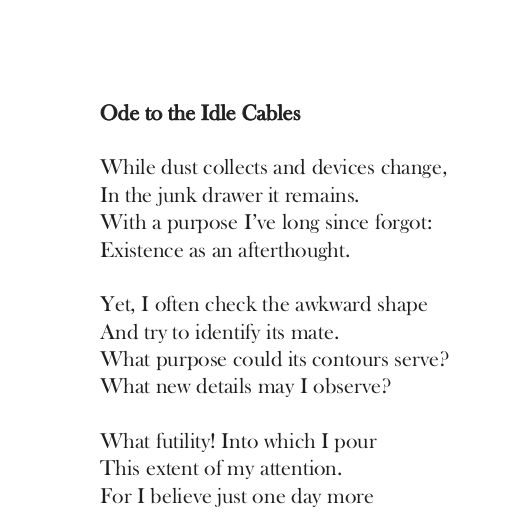 Ode to the Idle Cables
While dust collects and devices change,
In the junk drawer it remains.
With a purpose I’ve long since forgot:
Existence as an afterthought.
Yet, I often check the awkward shape
And try to identify its mate.
What purpose could its contours serve?
What new details may I observe?
What futility! Into which I pour
This extent of my attention.
For I believe just one day more